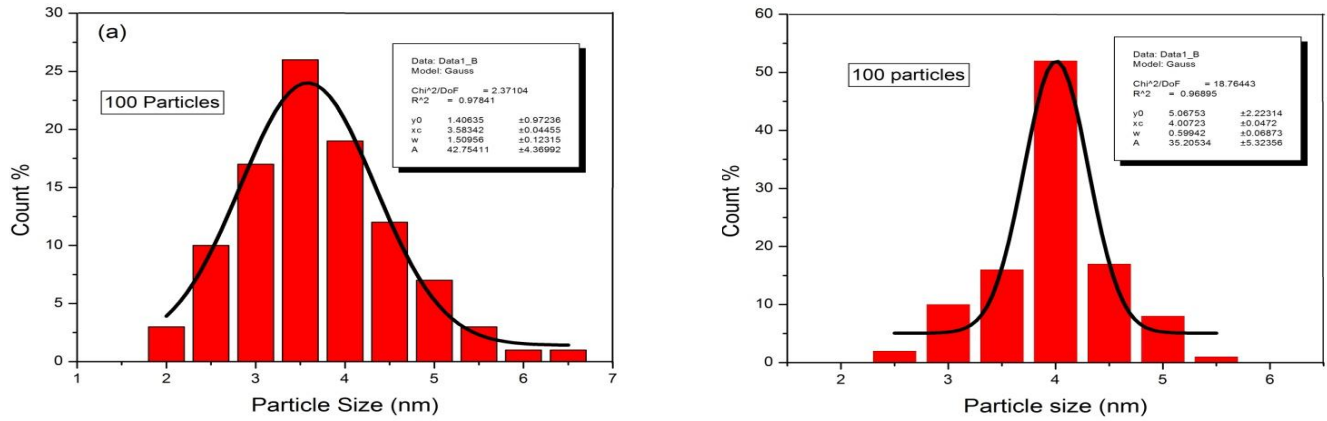 (a)
100 Particles
Data: Data1_B
Model: Gauss
Chi^2/DoF = 2.37104
R^2 = 0.97841
y0 1.40635 ±0.97236
xc 3.58342 ±0.04455
w 1.50956 ±0.12315
A 42.75411 ±4.36992
Count %
30
25
20
15
10
5
0
1 2 3 4 5 6 7
Particle Size (nm)
100 particles
Data: Data1_B
Model: Gauss
Chi^2/DoF = 18.76443
R^2 = 0.96895
y0 5.06753 ±2.22314
xc 4.00723 ±0.0472
w 0.59942 ±0.06873
A 35.20534 ±5.32356
Count %
60
50
40
30
20
10
0
2 3 4 5 6
Particle size (nm)